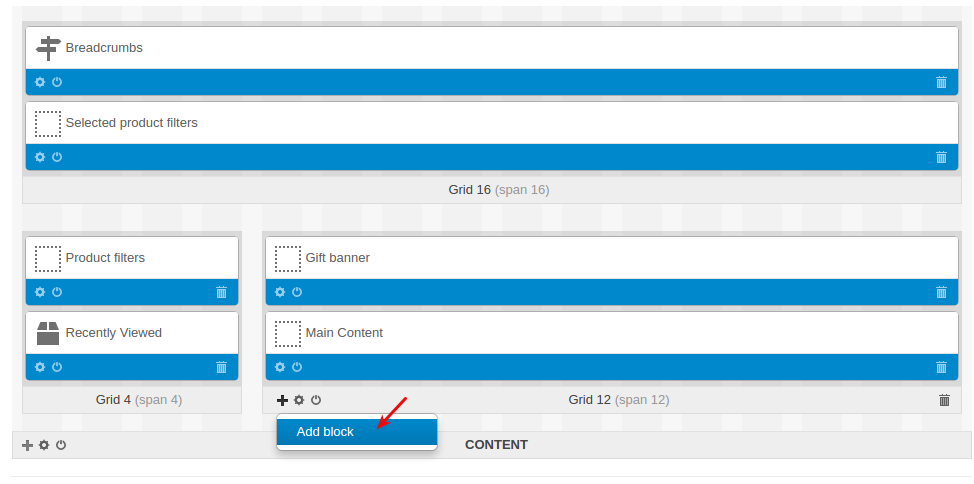 Breadcrumbs
Selected product filters
Grid 16 (span 16)
Product filters
Recently Viewed
Grid 4 (span 4)
Gift banner
Main Content
Grid 12 (span 12)
Add block
CONTENT